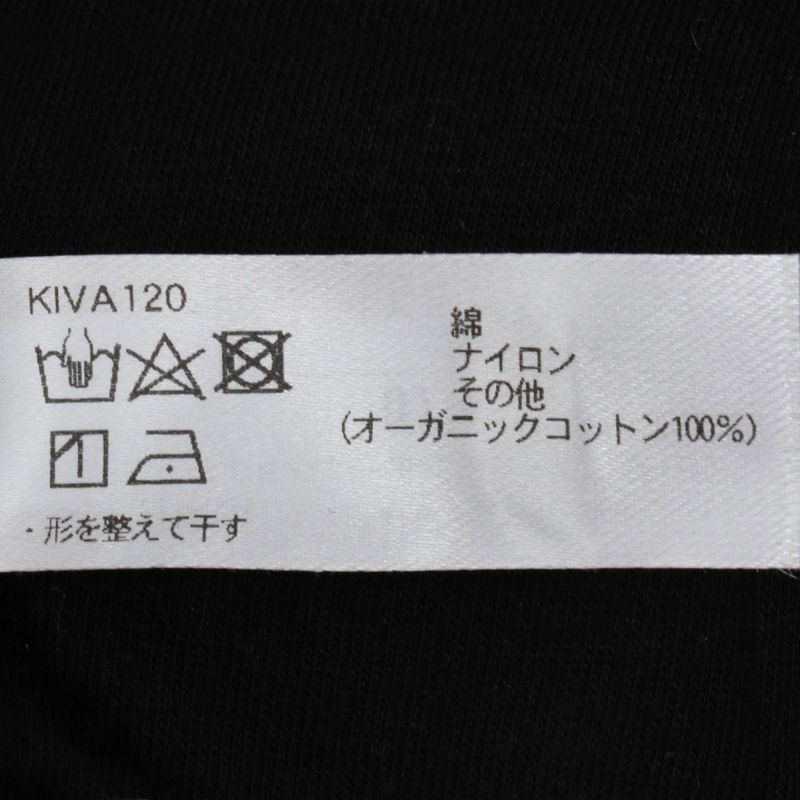 KIVA120
・形を整えて干す
綿
ナイロン
その他
(オーガニックコットン100%)